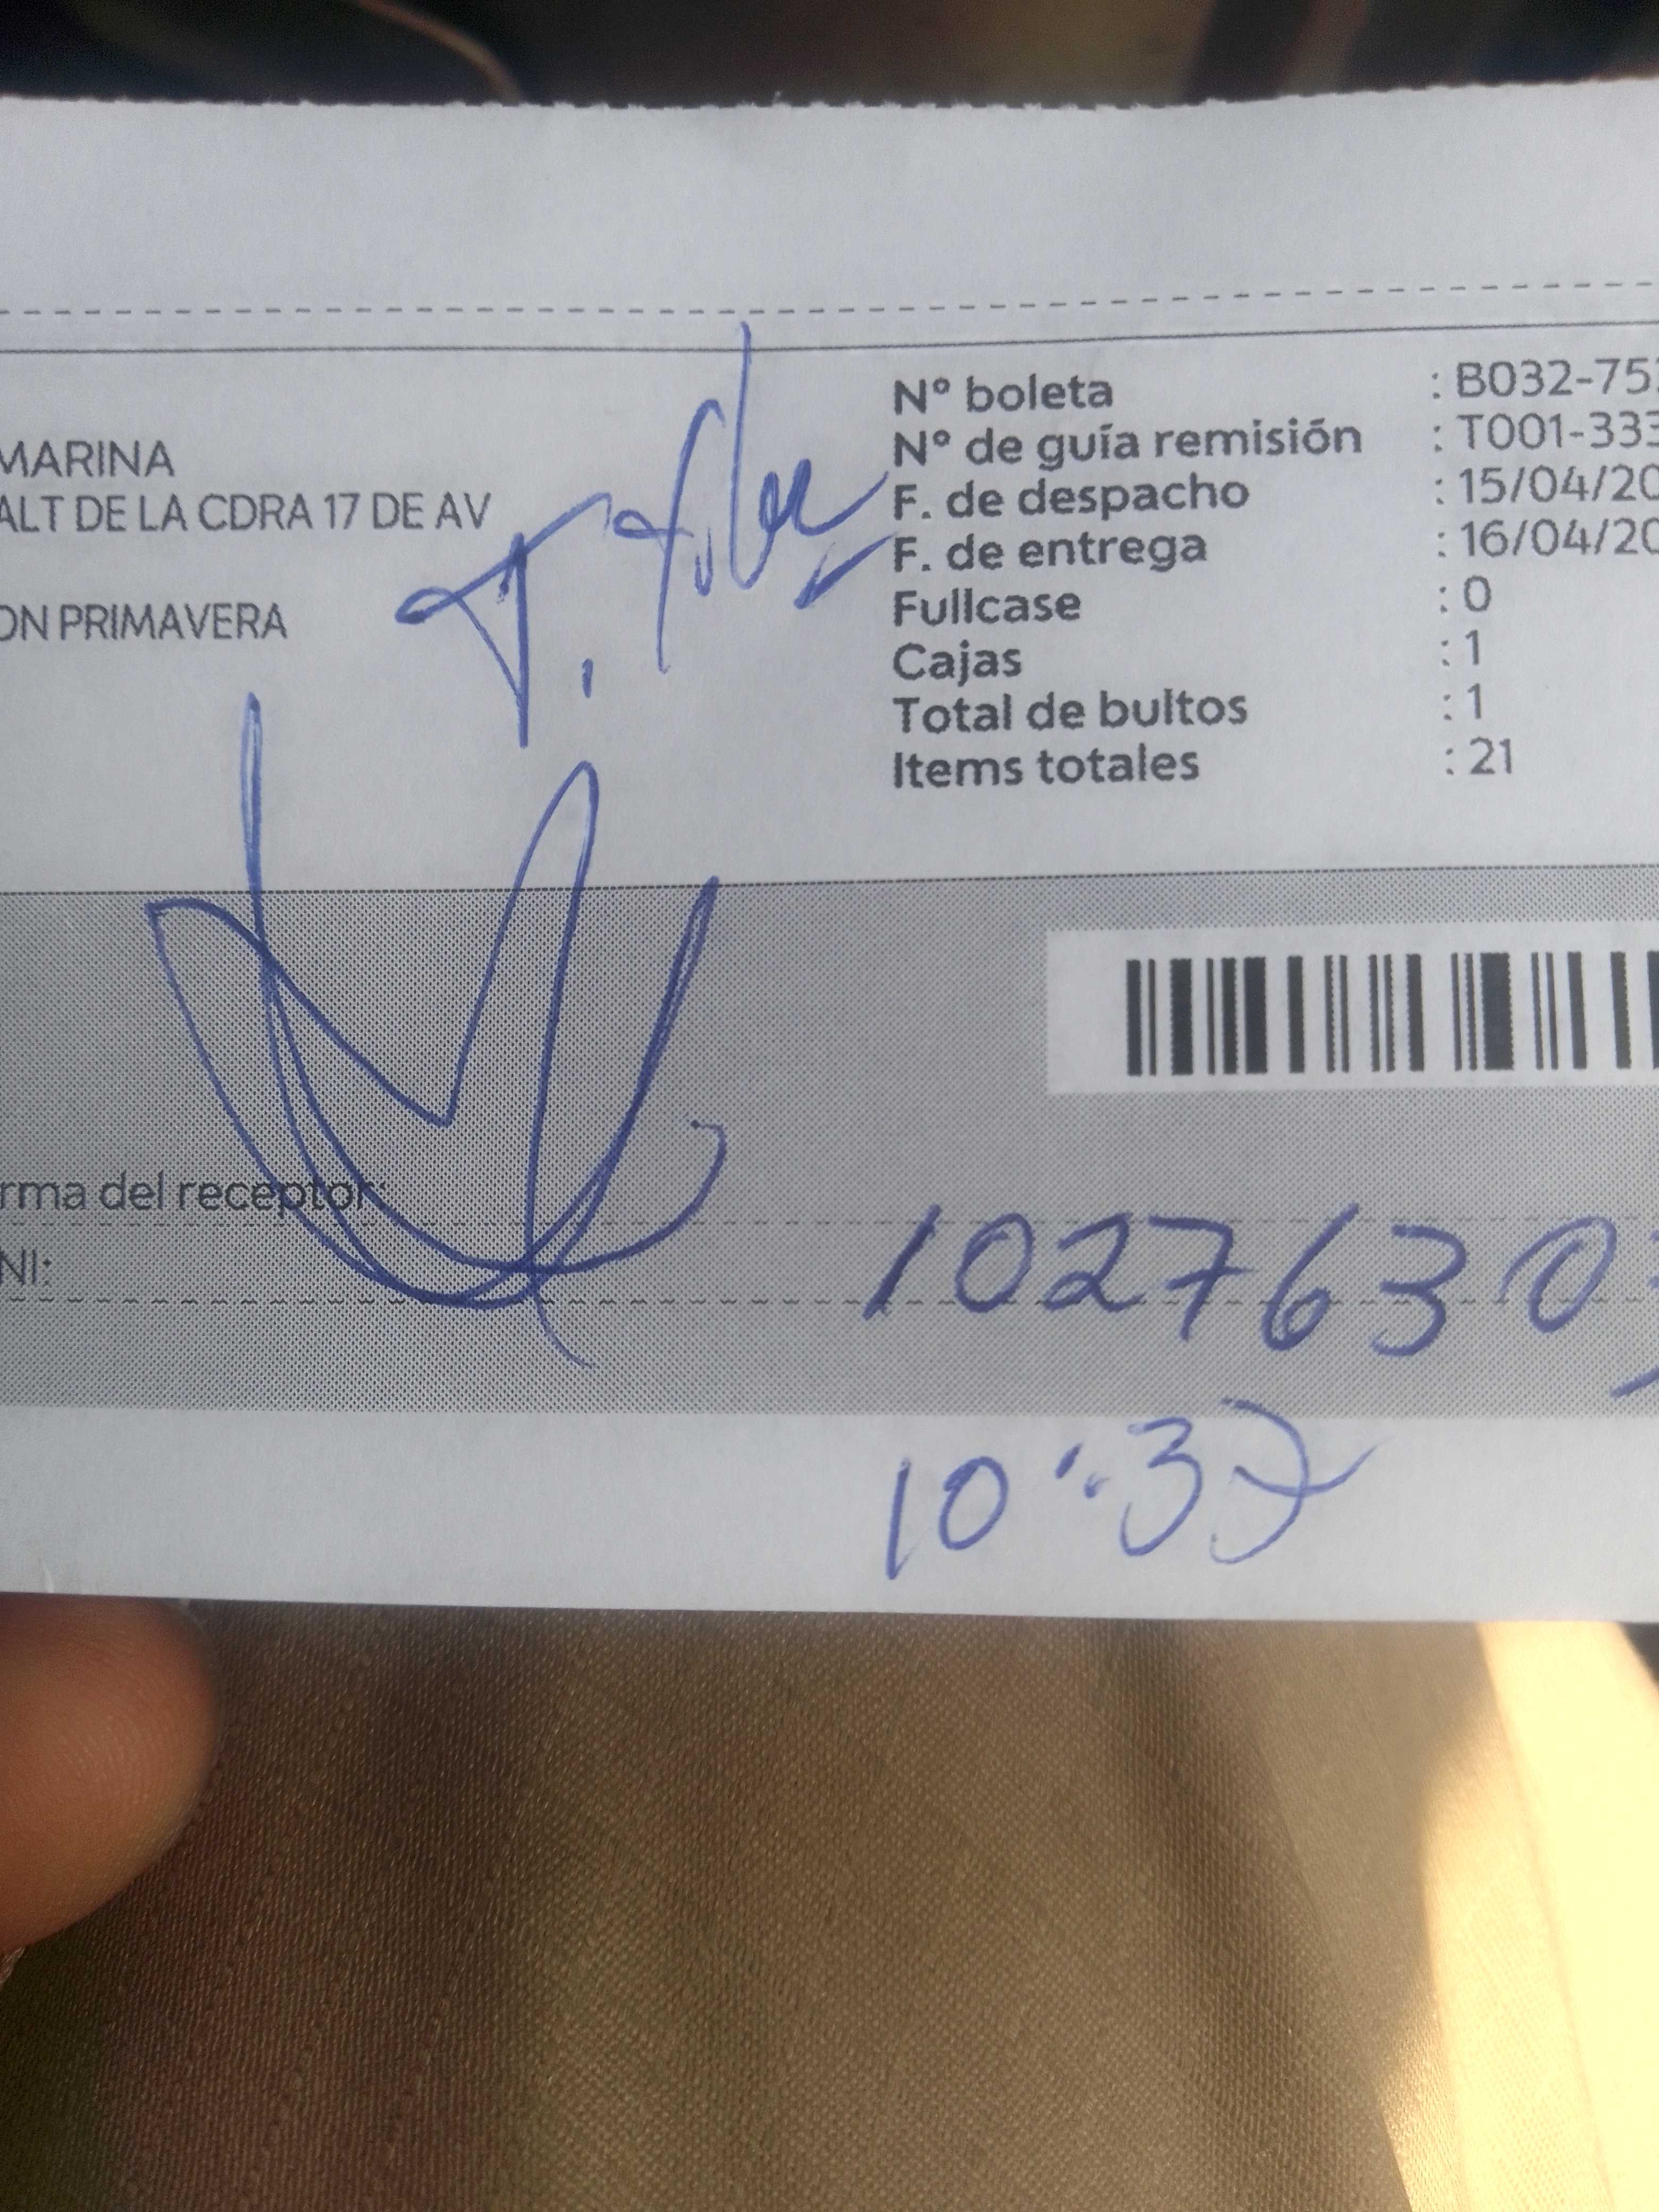 MARINA
ALT DE LA CDRA 17 DE AV
ON PRIMAVERA
Nº boleta : B032-75
Nº de guía remisión : T001-333
F. de despacho : 15/04/20
F. de entrega : 16/04/20
Fullcase : 0
Cajas : 1
Total de bultos : 1
Items totales : 21
rma del receptor:
NI: 1027630
10:37